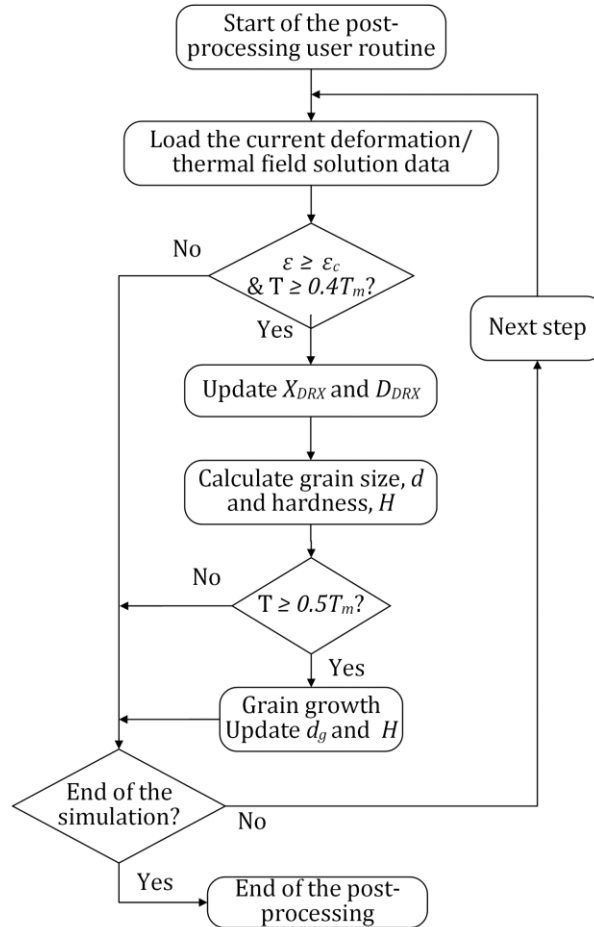 Start of the post-
processing user routine
Load the current deformation/
thermal field solution data
No
ε ≥ εc
& T ≥ 0.4Tm?
Yes
Next step
Update XDRX and DDRX
Calculate grain size, d
and hardness, H
No
T ≥ 0.5Tm?
Yes
Grain growth
Update dg and H
End of the
simulation?
No
Yes
End of the post-
processing